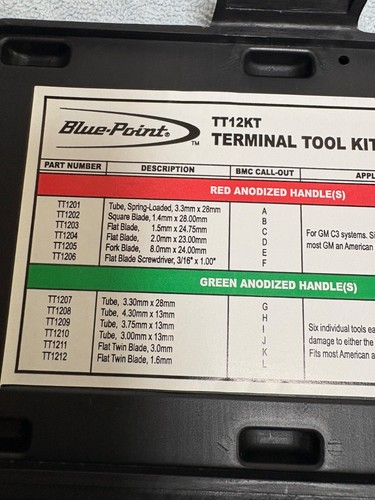 Blue-Point® ™
TT12KT
TERMINAL TOOL KIT
PART NUMBER DESCRIPTION BMC CALL-OUT
RED ANODIZED HANDLE(S)
TT1201 Tube, Spring-Loaded, 3.3mm x 28mm A
TT1202 Square Blade, 1.4mm x 28.00mm B
TT1203 Flat Blade, 1.5mm x 24.75mm C For GM C3 systems.
TT1204 Flat Blade, 2.0mm x 23.00mm D most GM an American
TT1205 Fork Blade, 8.0mm x 24.00mm E
TT1206 Flat Blade Screwdriver, 3/16" x 1.00" F
GREEN ANODIZED HANDLE(S)
TT1207 Tube, 3.30mm x 28mm G
TT1208 Tube, 4.30mm x 13mm H
TT1209 Tube, 3.75mm x 13mm I Six individual tools
TT1210 Tube, 3.00mm x 13mm J damage to either the
TT1211 Flat Twin Blade, 3.0mm K Fits most American
TT1212 Flat Twin Blade, 1.6mm L